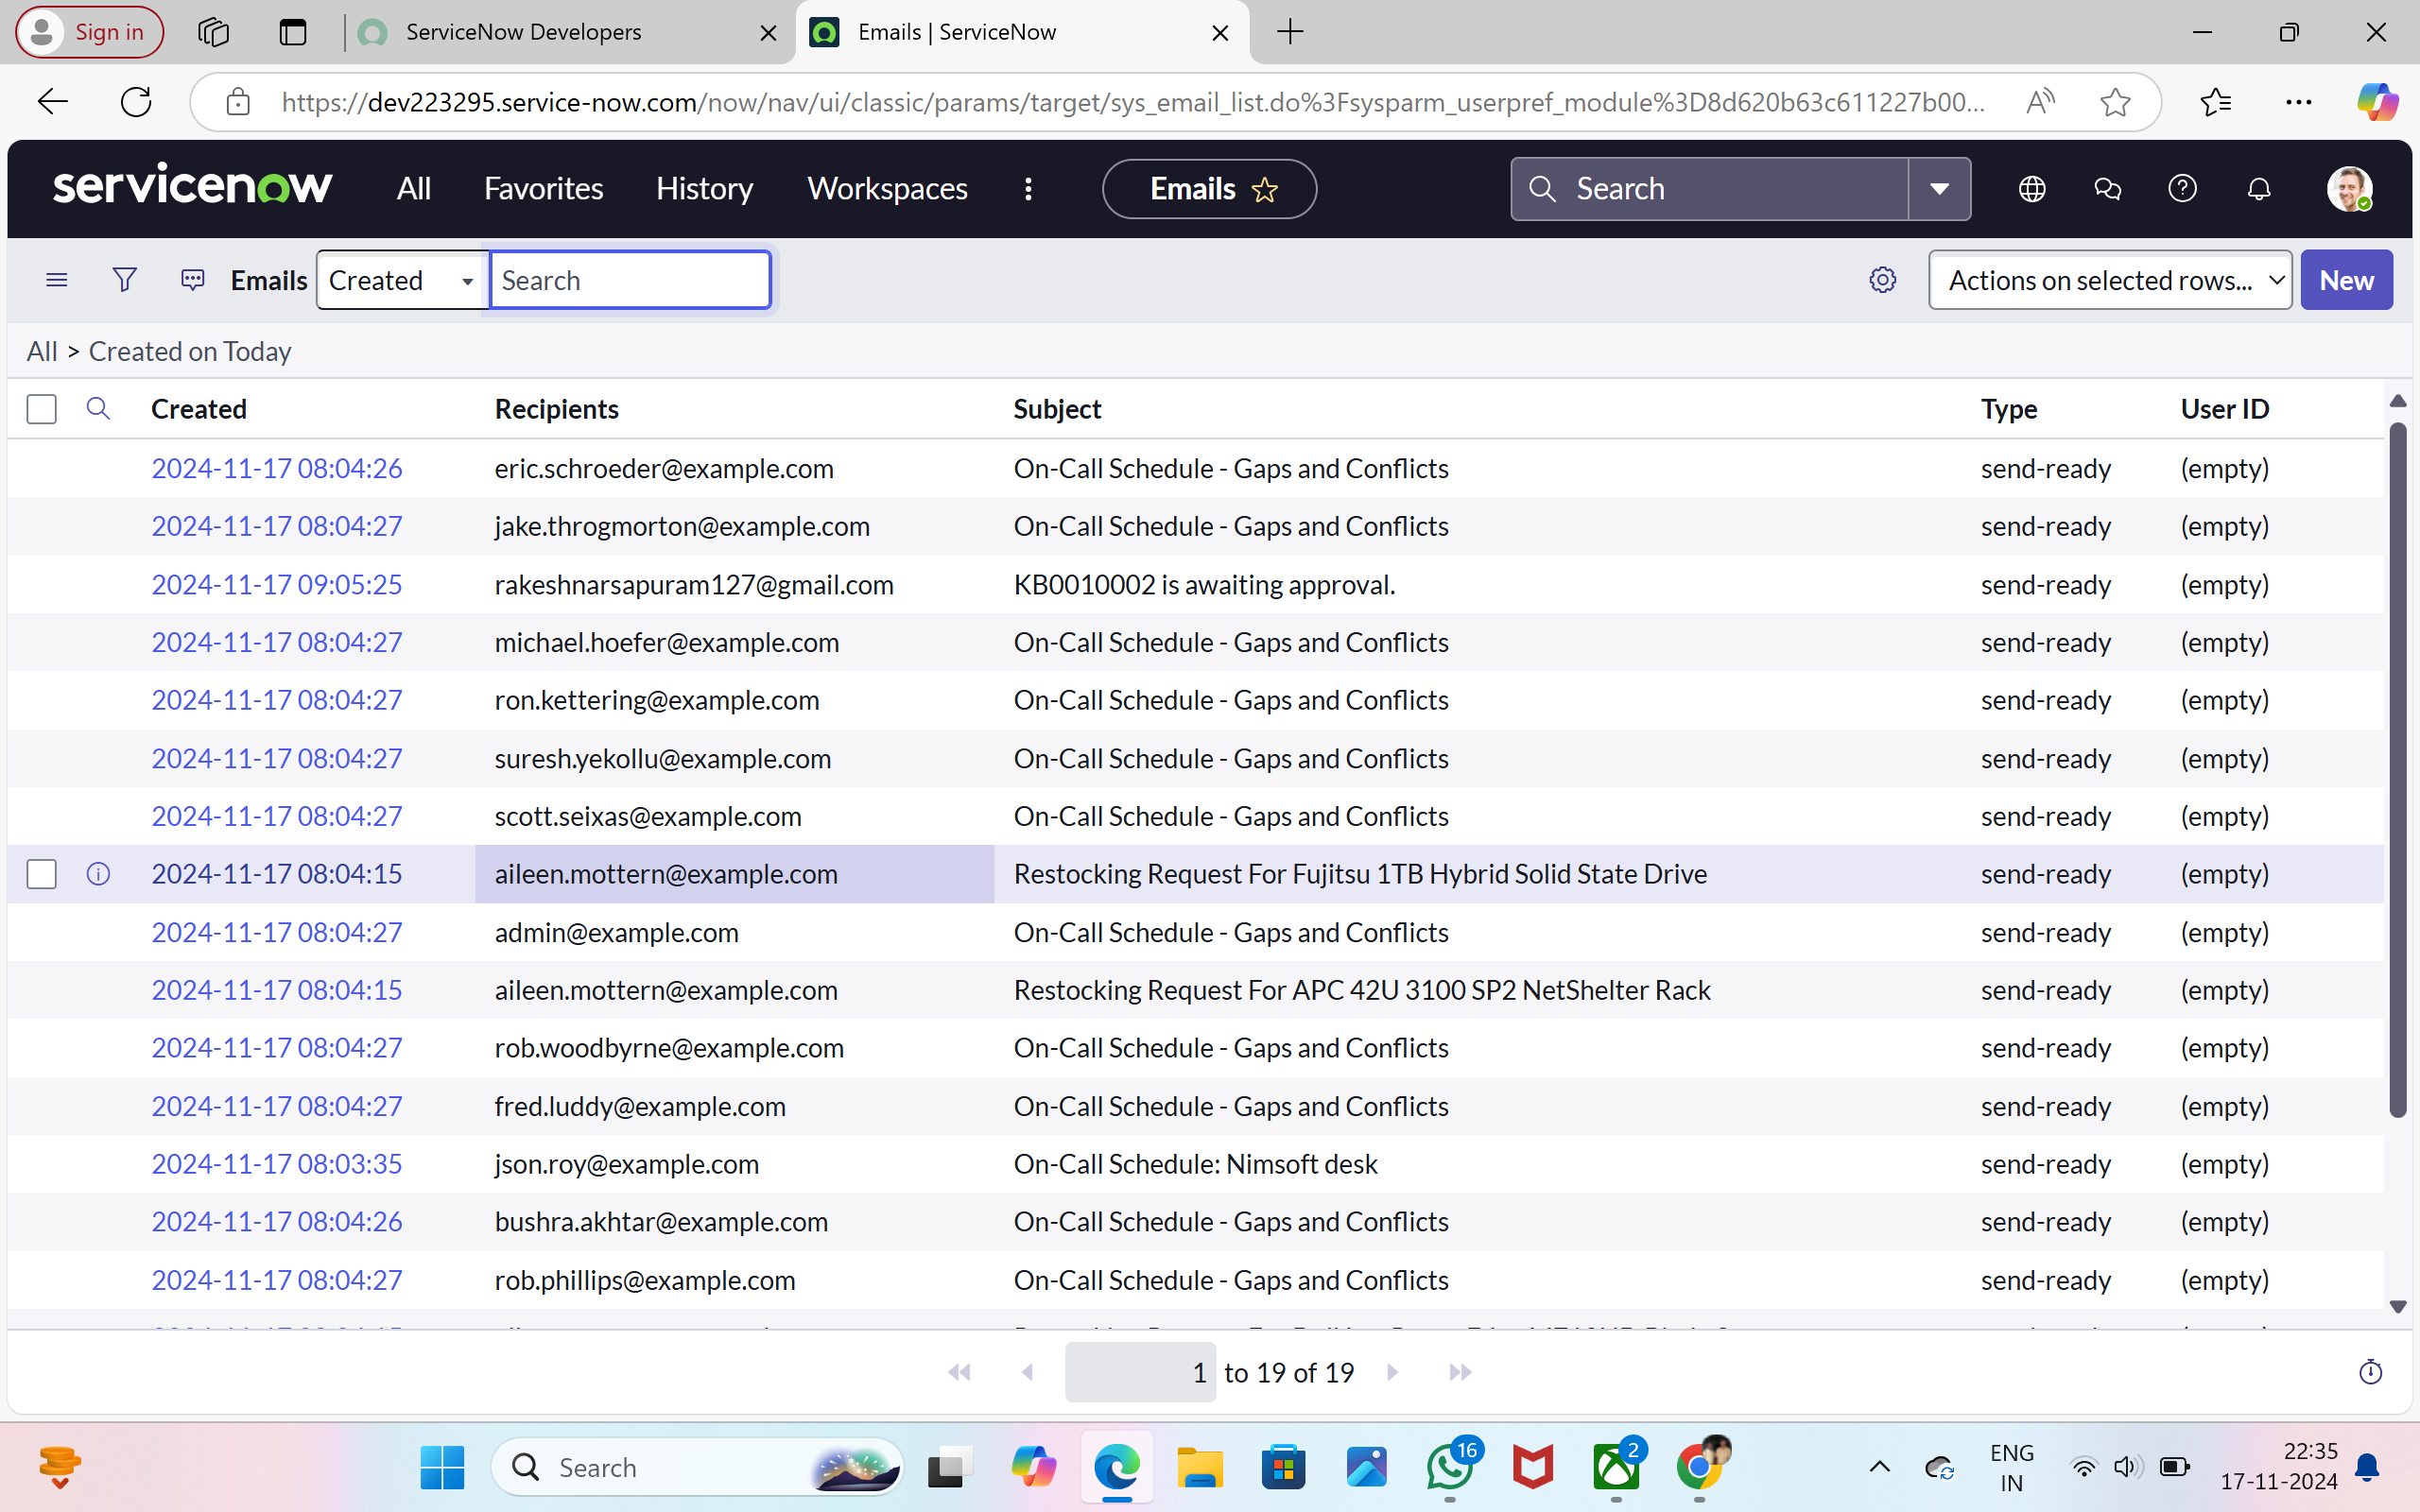 Sign in
ServiceNow Developers
Emails | ServiceNow
https://dev223295.service-now.com/now/nav/ui/classic/params/target/sys_email_list.do%3Fsysparm_userpref_module%3D8d620b63c611227b00...
servicenow All Favorites History Workspaces Emails Search
Emails Created Search Actions on selected rows... New
All > Created on Today
Created Recipients Subject Type User ID
2024-11-17 08:04:26 eric.schroeder@example.com On-Call Schedule - Gaps and Conflicts send-ready (empty)
2024-11-17 08:04:27 jake.throgmorton@example.com On-Call Schedule - Gaps and Conflicts send-ready (empty)
2024-11-17 09:05:25 rakeshnarsapuram127@gmail.com KB0010002 is awaiting approval. send-ready (empty)
2024-11-17 08:04:27 michael.hoefer@example.com On-Call Schedule - Gaps and Conflicts send-ready (empty)
2024-11-17 08:04:27 ron.kettering@example.com On-Call Schedule - Gaps and Conflicts send-ready (empty)
2024-11-17 08:04:27 suresh.yekollu@example.com On-Call Schedule - Gaps and Conflicts send-ready (empty)
2024-11-17 08:04:27 scott.seixas@example.com On-Call Schedule - Gaps and Conflicts send-ready (empty)
2024-11-17 08:04:15 aileen.mottern@example.com Restocking Request For Fujitsu 1TB Hybrid Solid State Drive send-ready (empty)
2024-11-17 08:04:27 admin@example.com On-Call Schedule - Gaps and Conflicts send-ready (empty)
2024-11-17 08:04:15 aileen.mottern@example.com Restocking Request For APC 42U 3100 SP2 NetShelter Rack send-ready (empty)
2024-11-17 08:04:27 rob.woodbyrne@example.com On-Call Schedule - Gaps and Conflicts send-ready (empty)
2024-11-17 08:04:27 fred.luddy@example.com On-Call Schedule - Gaps and Conflicts send-ready (empty)
2024-11-17 08:03:35 json.roy@example.com On-Call Schedule: Nimsoft desk send-ready (empty)
2024-11-17 08:04:26 bushra.akhtar@example.com On-Call Schedule - Gaps and Conflicts send-ready (empty)
2024-11-17 08:04:27 rob.phillips@example.com On-Call Schedule - Gaps and Conflicts send-ready (empty)
1 to 19 of 19
Search 16 2 ENG 22:35
IN 17-11-2024